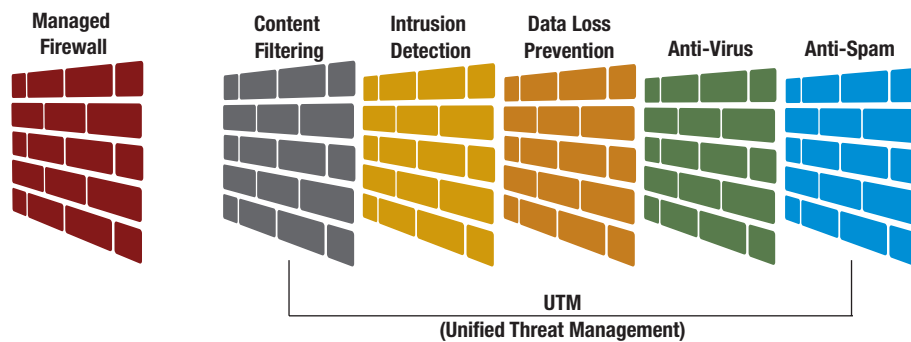 Managed
Firewall
Content
Filtering
Intrusion
Detection
Data Loss
Prevention
Anti-Virus
Anti-Spam
UTM
(Unified Threat Management)